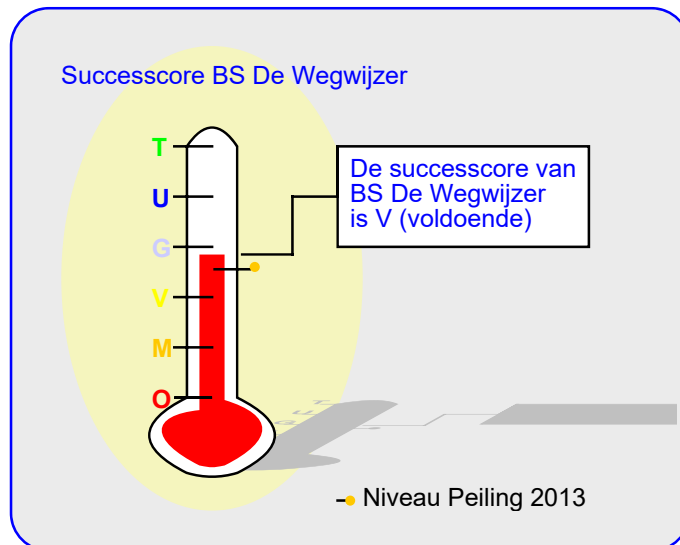 Successcore BS De Wegwijzer
T
U
G
V
M
O
De successcore van
BS De Wegwijzer
is V (voldoende)
T
U
G
Niveau Peiling 2013